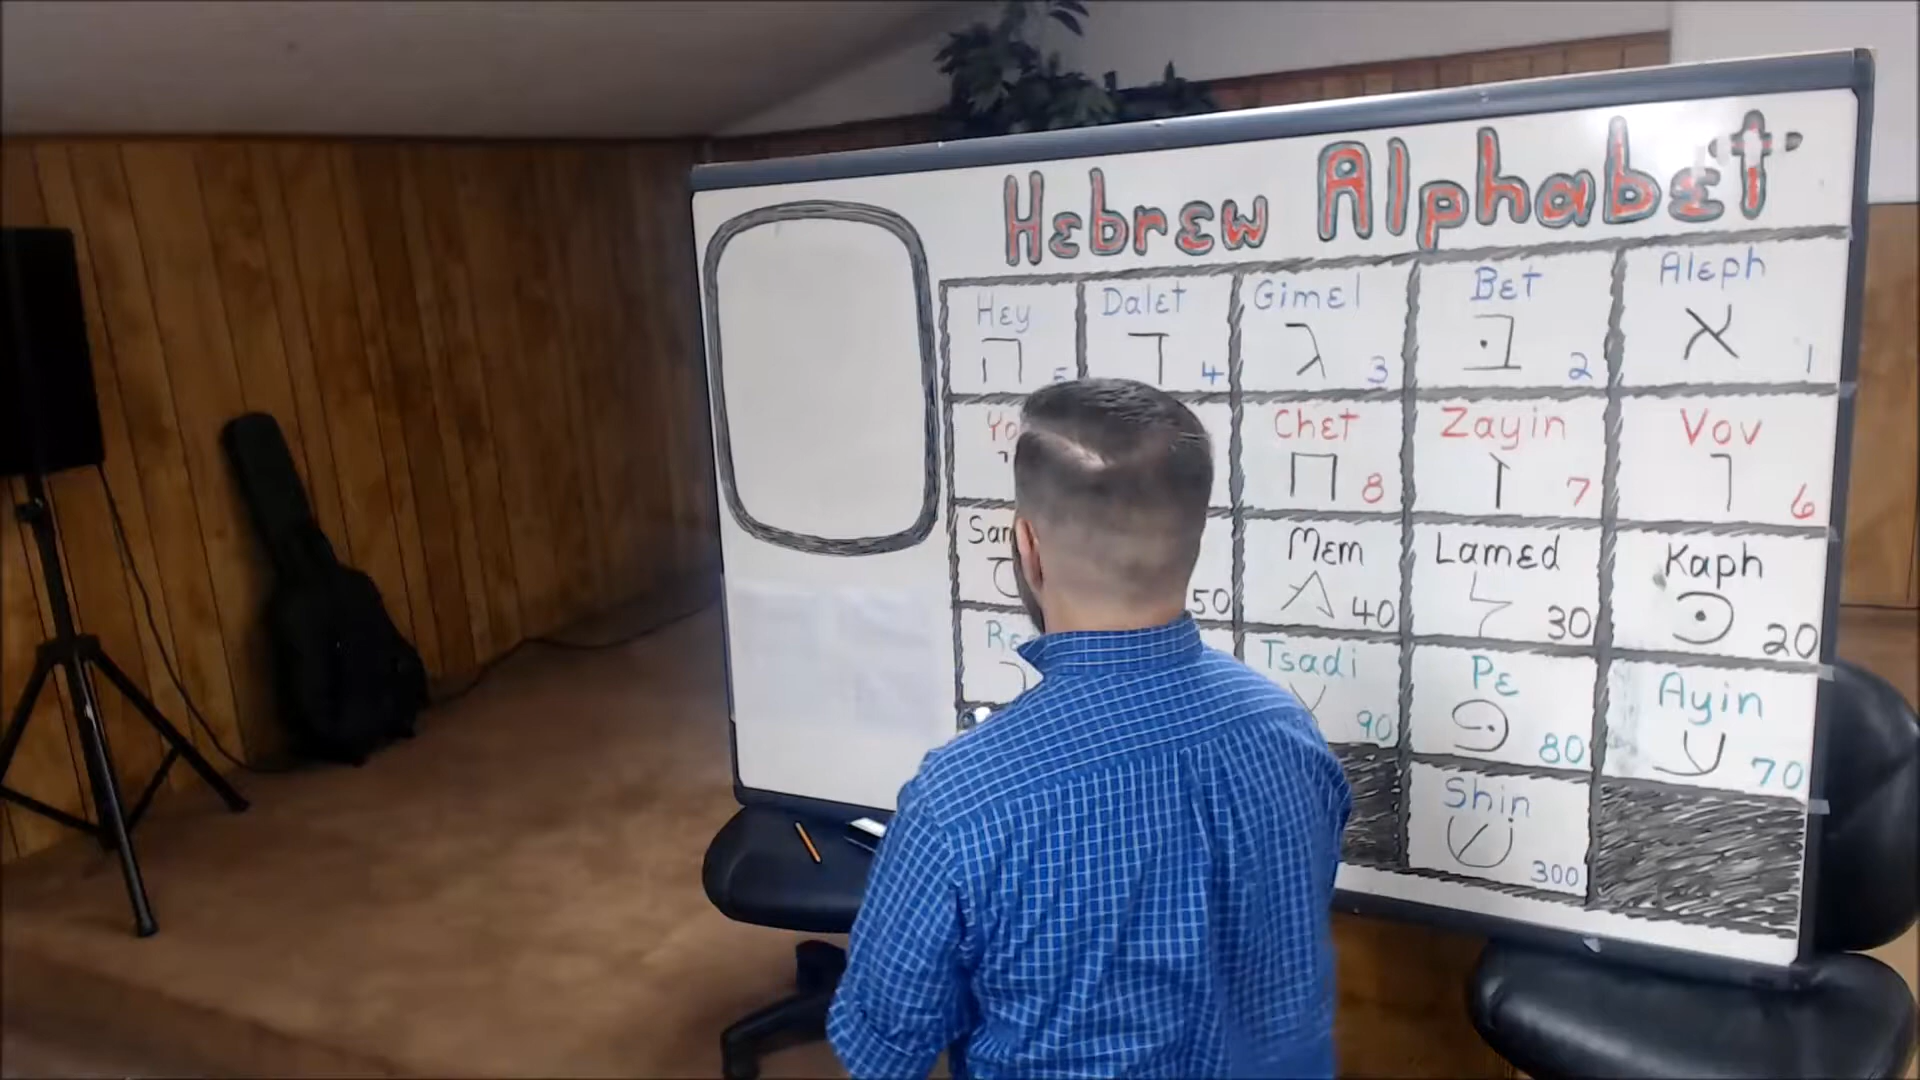 Hebrew Alphabet
Hey Dalet Gimel Bet Aleph
ה ד ג בּ א
5 4 3 2 1
Chet Zayin Vov
י ח ז ו
8 7 6
Mem Lamed Kaph
מ ל כּ
50 40 30 20
Tsadi Pe Ayin
ר פּ ע
90 80 70
Shin
ש
300